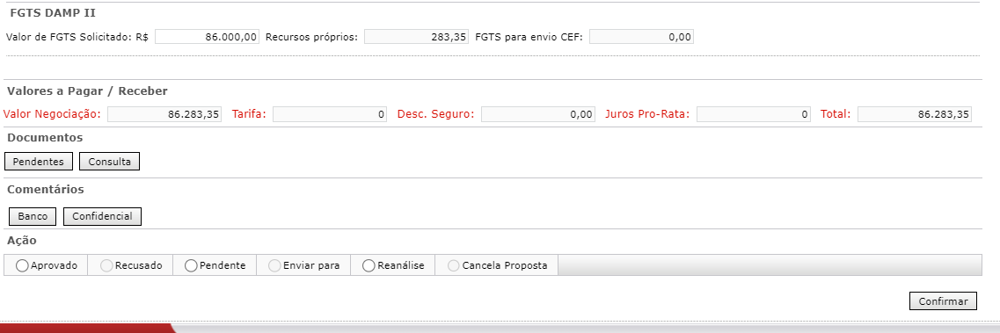 FGTS DAMP II
Valor de FGTS Solicitado: R$ 86.000,00 Recursos próprios: 283,35 FGTS para envio CEF: 0,00
Valores a Pagar / Receber
Valor Negociação: 86.283,35 Tarifa: 0 Desc. Seguro: 0,00 Juros Pro-Rata: 0 Total: 86.283,35
Documentos
Pendentes Consulta
Comentários
Banco Confidencial
Ação
Aprovado Recusado Pendente Enviar para Reanálise Cancela Proposta
Confirmar